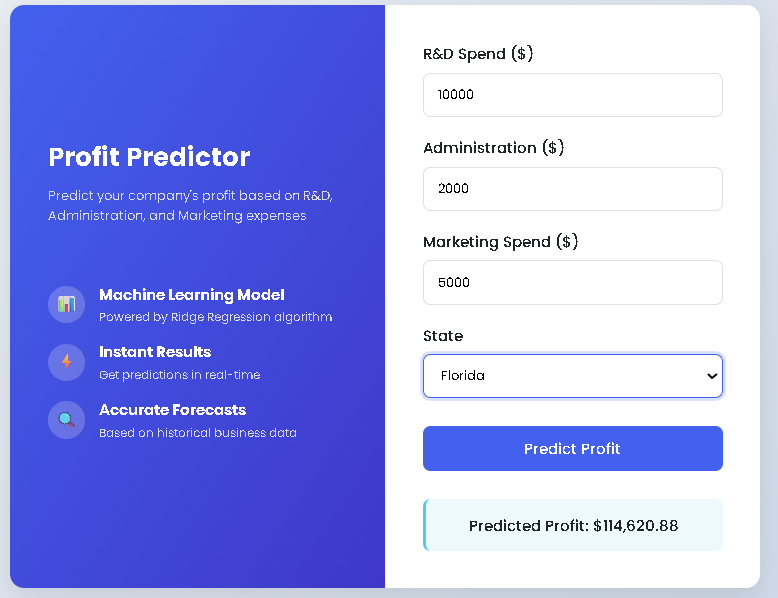 Profit Predictor
Predict your company's profit based on R&D,
Administration, and Marketing expenses
Machine Learning Model
Powered by Ridge Regression algorithm
Instant Results
Get predictions in real-time
Accurate Forecasts
Based on historical business data
R&D Spend ($)
10000
Administration ($)
2000
Marketing Spend ($)
5000
State
Florida
Predict Profit
Predicted Profit: $114,620.88